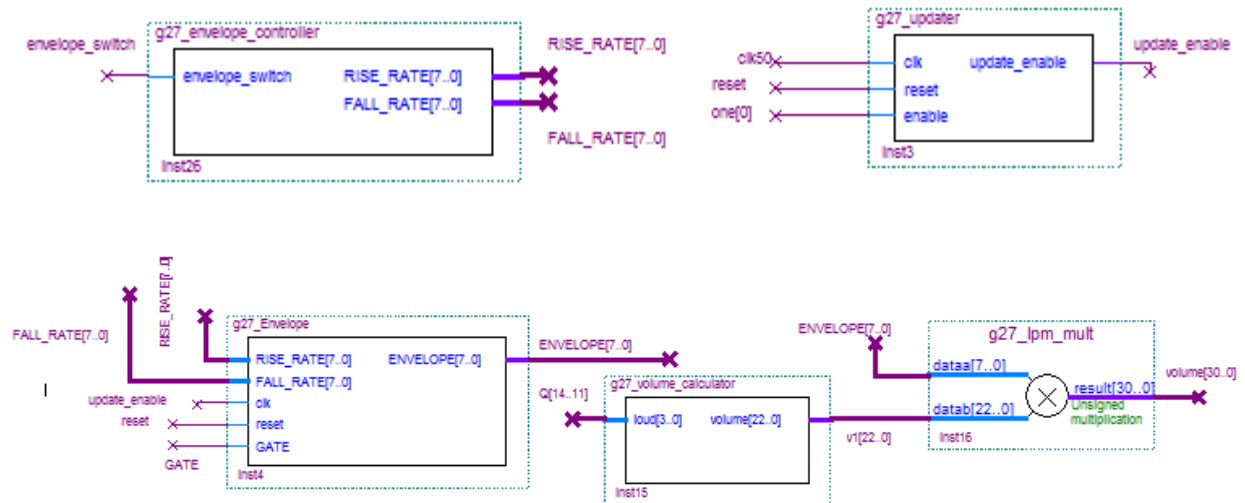 g27_envelope_controller
envelope_switch
envelope_switch
RISE_RATE[7..0]
FALL_RATE[7..0]
RISE_RATE[7..0]
FALL_RATE[7..0]
Inst26
g27_updater
clk50
reset
one[0]
clk
reset
enable
update_enable
update_enable
Inst3
FALL_RATE[7..0]
RISE_RATE[7..0]
update_enable
reset
GATE
g27_Envelope
RISE_RATE[7..0]
FALL_RATE[7..0]
clk
reset
GATE
ENVELOPE[7..0]
ENVELOPE[7..0]
Inst4
Q[14..11]
g27_volume_calculator
loud[3..0]
volume[22..0]
v1[22..0]
Inst15
ENVELOPE[7..0]
g27_lpm_mult
dataa[7..0]
datab[22..0]
result[30..0]
Unsigned
multiplication
Inst16
volume[30..0]